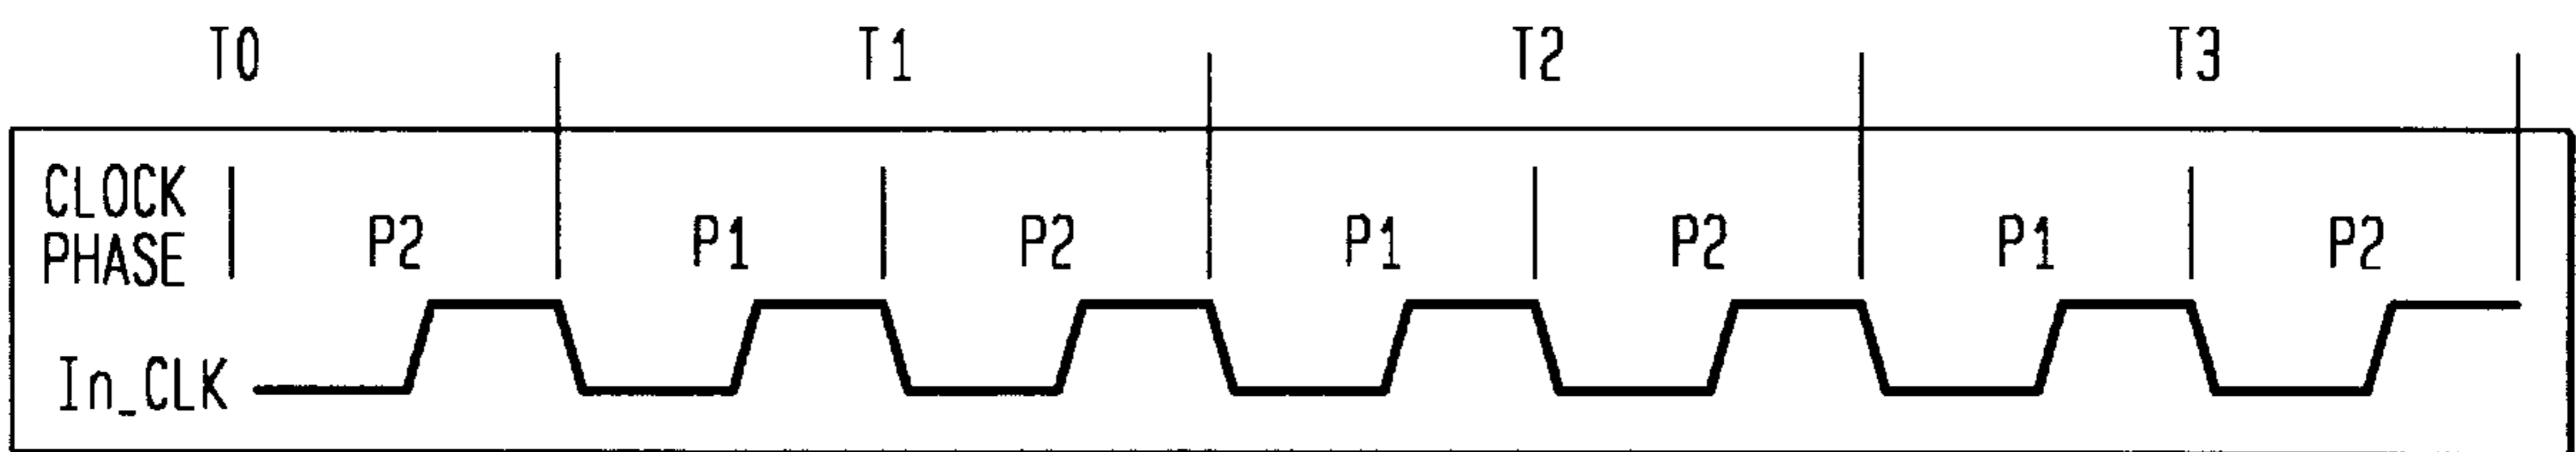 T0 T1 T2 T3
CLOCK
PHASE
P2 P1 P2 P1 P2 P1 P2
In_CLK